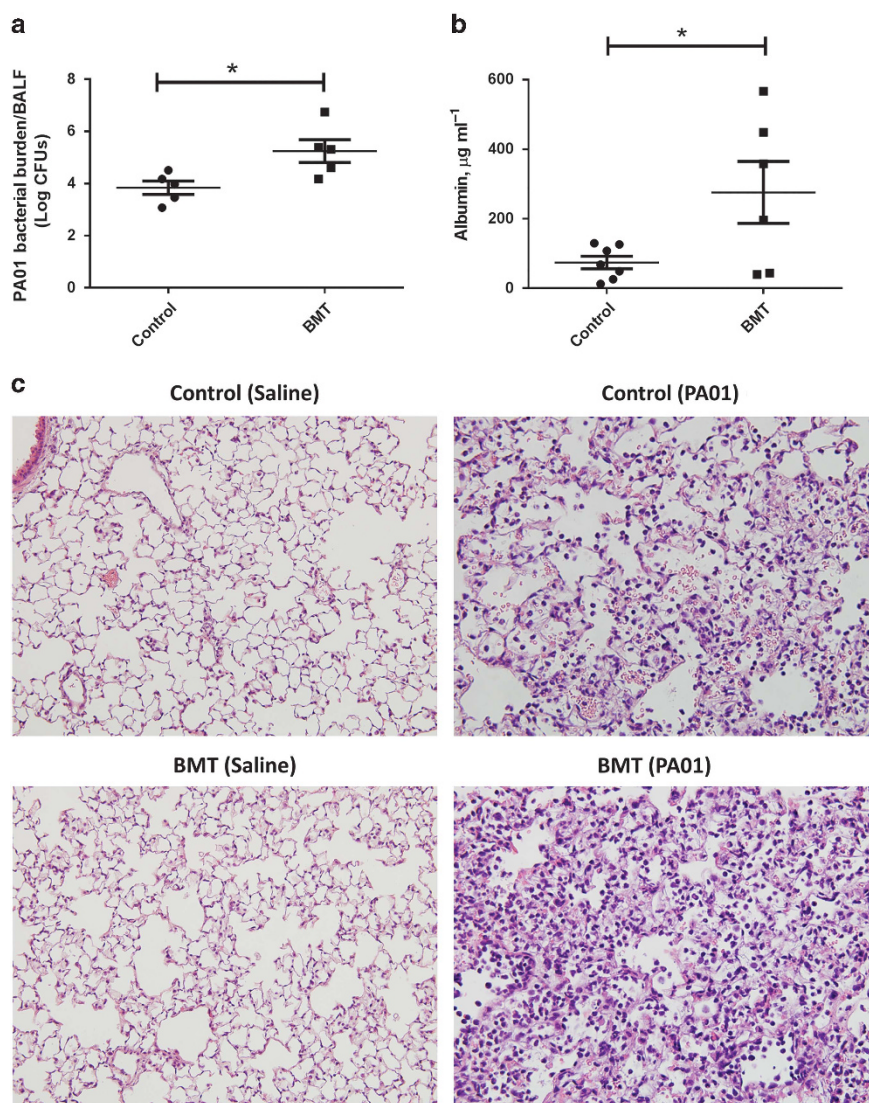 a
*
PA01 bacterial burden/BALF
(Log CFUs)
8
6
4
2
0
Control
BMT
b
*
Albumin, μg ml⁻¹
600
400
200
0
Control
BMT
c
Control (Saline)
Control (PA01)
BMT (Saline)
BMT (PA01)